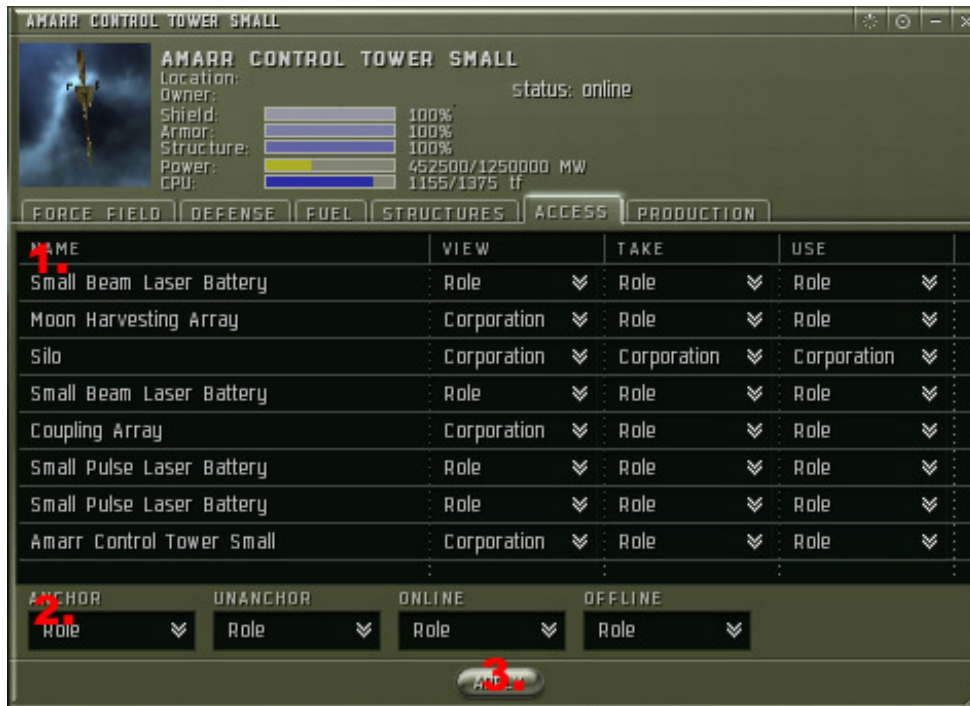 AMARR CONTROL TOWER SMALL
AMARR CONTROL TOWER SMALL
Location:
Owner:
status: online
Shield: 100%
Armor: 100%
Structure: 100%
Power: 452500/1250000 MW
CPU: 1155/1375 tf
FORCE FIELD DEFENSE FUEL STRUCTURES ACCESS PRODUCTION
NAME VIEW TAKE USE
1.
Small Beam Laser Battery Role Role Role
Moon Harvesting Array Corporation Role Role
Silo Corporation Corporation Corporation
Small Beam Laser Battery Role Role Role
Coupling Array Corporation Role Role
Small Pulse Laser Battery Role Role Role
Small Pulse Laser Battery Role Role Role
Amarr Control Tower Small Corporation Role Role
ANCHOR UNANCHOR ONLINE OFFLINE
2.
Role Role Role Role
3.
APPLY